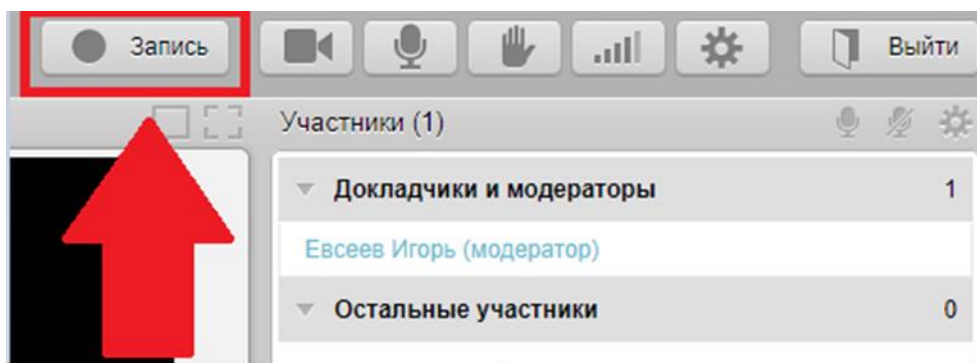 Запись
Выйти
Участники (1)
Докладчики и модераторы 1
Евсеев Игорь (модератор)
Остальные участники 0